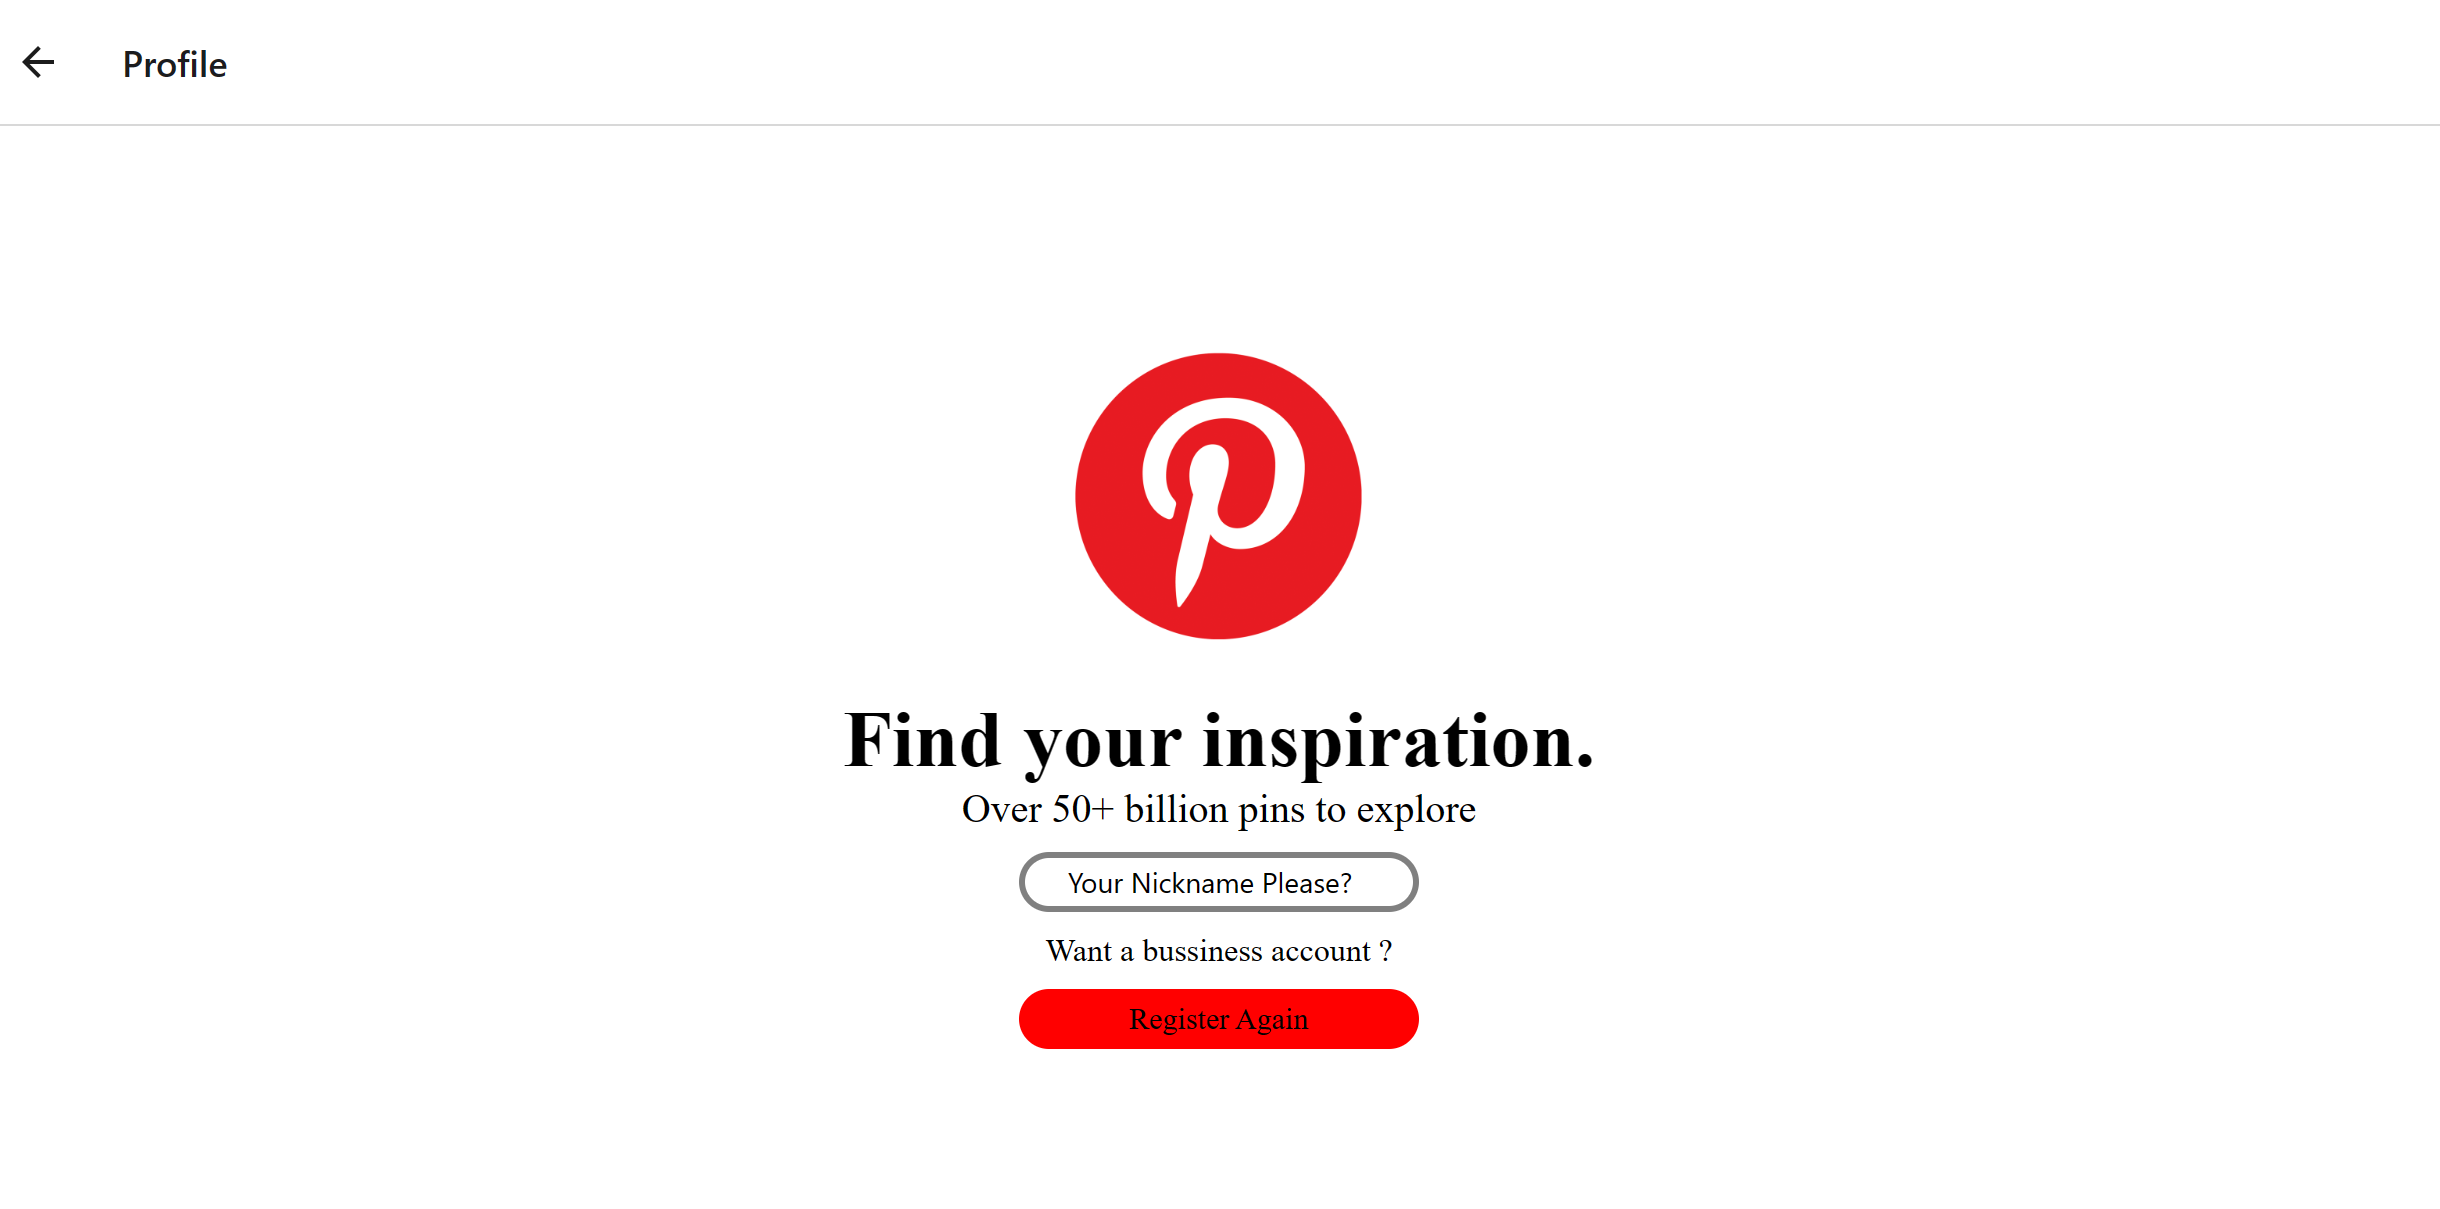 Profile
Find your inspiration.
Over 50+ billion pins to explore
Your Nickname Please?
Want a bussiness account ?
Register Again